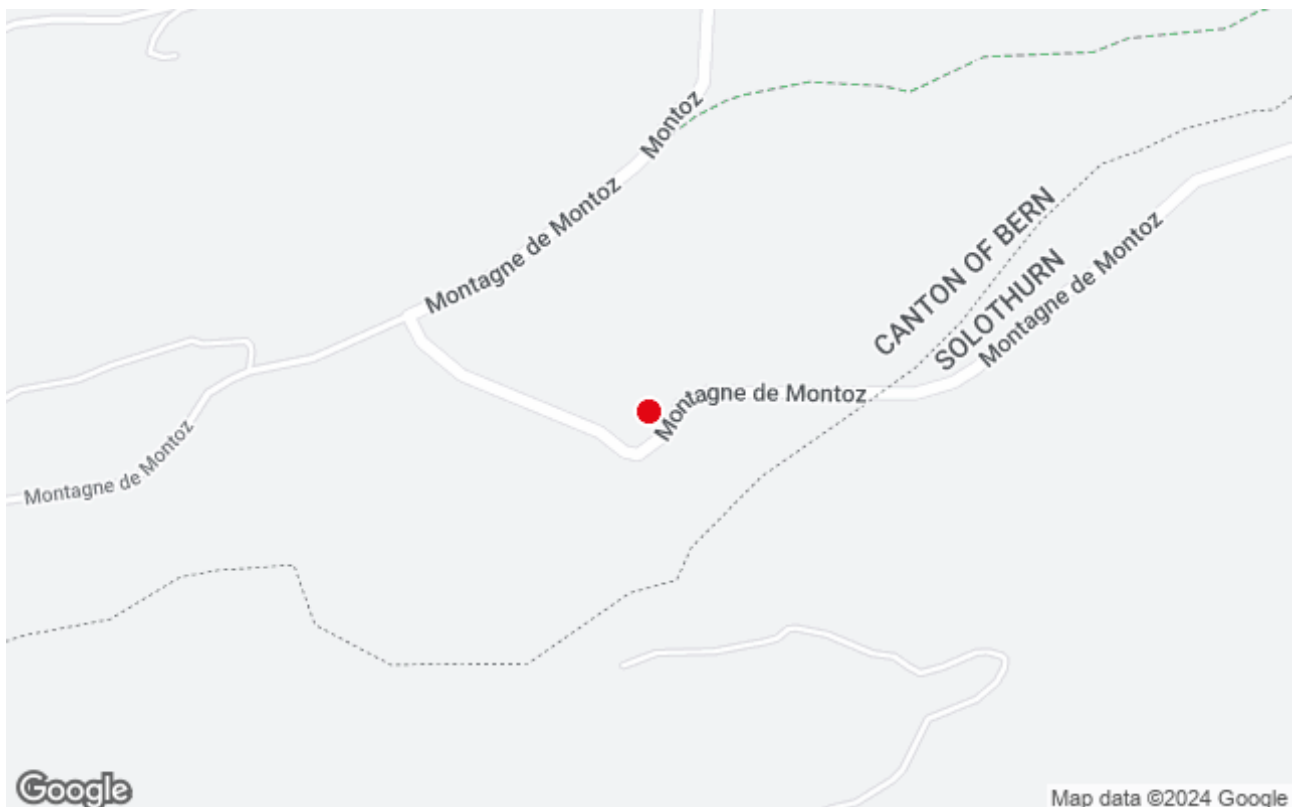 Montoz
Montagne de Montoz
CANTON OF BERN
SOLOTHURN
Montagne de Montoz
Montagne de Montoz
Montagne de Montoz
Google
Map data ©2024 Google